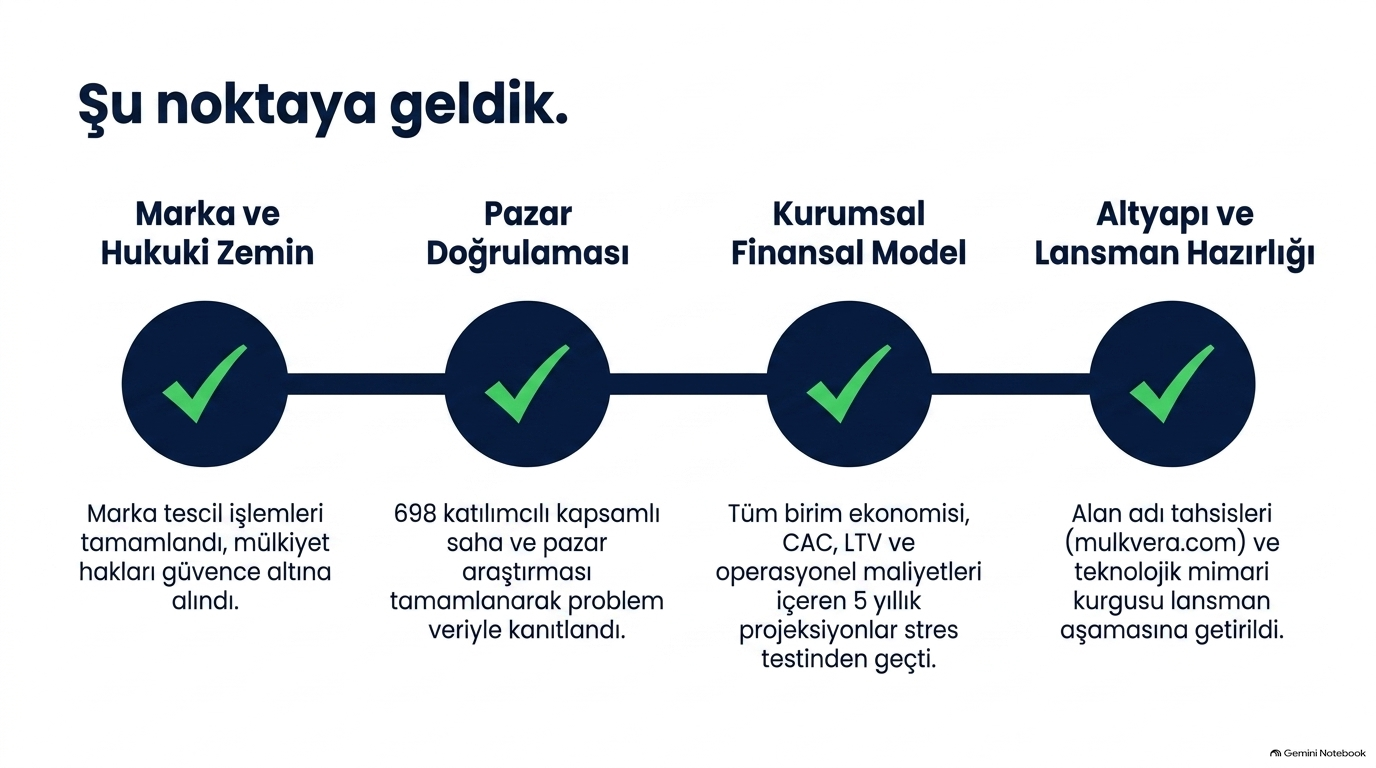 Şu noktaya geldik.
Marka ve
Hukuki Zemin
Marka tescil işlemleri
tamamlandı, mülkiyet
hakları güvence altına
alındı.
Pazar
Doğrulaması
698 katılımcılı kapsamlı
saha ve pazar
araştırması
tamamlanarak problem
veriyle kanıtlandı.
Kurumsal
Finansal Model
Tüm birim ekonomisi,
CAC, LTV ve
operasyonel maliyetleri
içeren 5 yıllık
projeksiyonlar stres
testinden geçti.
Altyapı ve
Lansman Hazırlığı
Alan adı tahsisleri
(mulkvera.com) ve
teknolojik mimari
kurgusu lansman
aşamasına getirildi.
Gemini Notebook